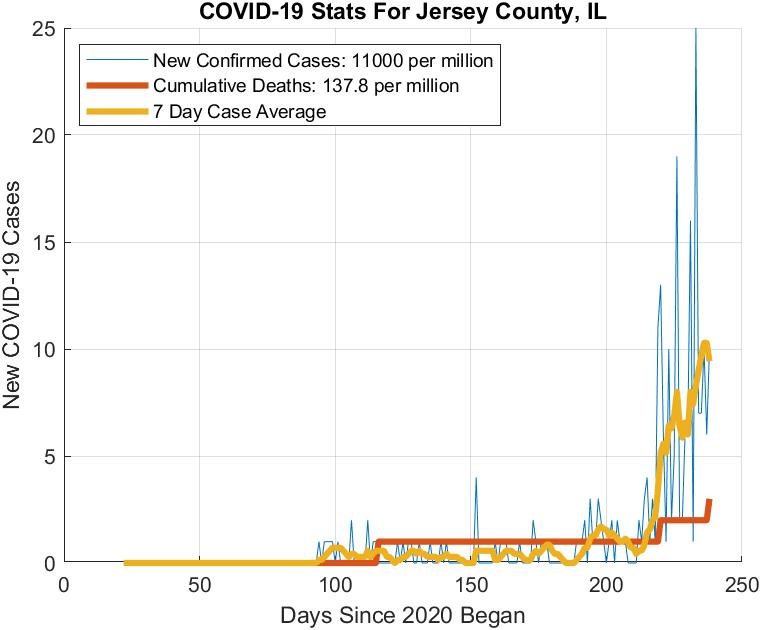 COVID-19 Stats For Jersey County, IL
New Confirmed Cases: 11000 per million
Cumulative Deaths: 137.8 per million
7 Day Case Average
New COVID-19 Cases
25
20
15
10
5
0
0 50 100 150 200 250
Days Since 2020 Began